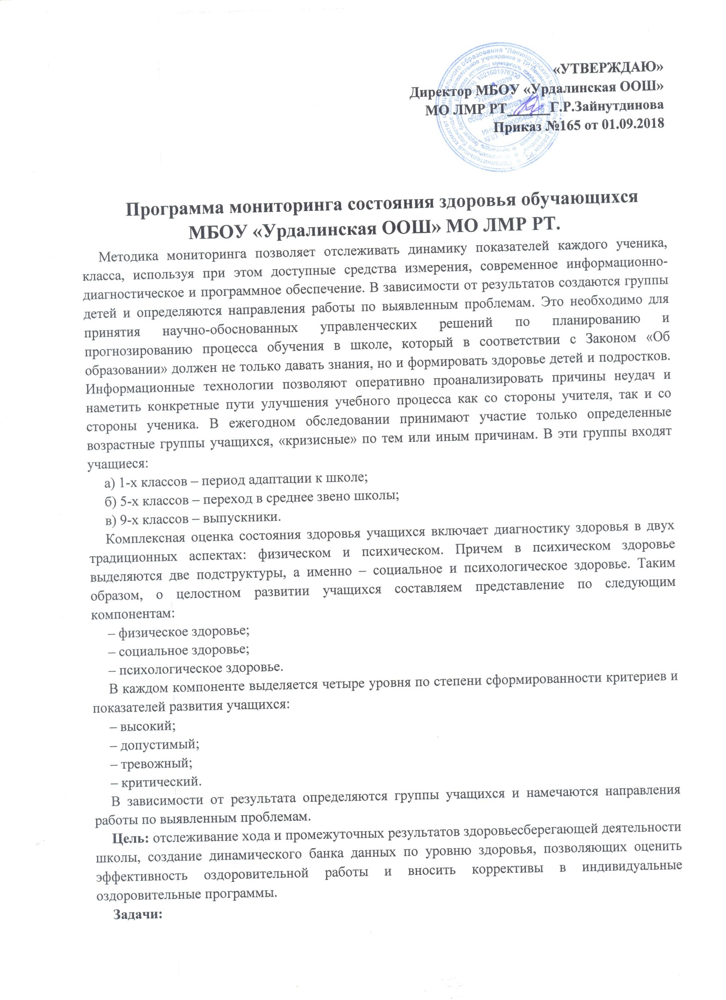 «УТВЕРЖДАЮ»
Директор МБОУ «Урдалинская ООШ»
МО ЛМР РТ______Г.Р.Зайнутдинова
Приказ №165 от 01.09.2018
1021601976330
общеобразовательная
школа"
Программа мониторинга состояния здоровья обучающихся
МБОУ «Урдалинская ООШ» МО ЛМР РТ.
Методика мониторинга позволяет отслеживать динамику показателей каждого ученика,
класса, используя при этом доступные средства измерения, современное информационно-
диагностическое и программное обеспечение. В зависимости от результатов создаются группы
детей и определяются направления работы по выявленным проблемам. Это необходимо для
принятия научно-обоснованных управленческих решений по планированию и
прогнозированию процесса обучения в школе, который в соответствии с Законом «Об
образовании» должен не только давать знания, но и формировать здоровье детей и подростков.
Информационные технологии позволяют оперативно проанализировать причины неудач и
наметить конкретные пути улучшения учебного процесса как со стороны учителя, так и со
стороны ученика. В ежегодном обследовании принимают участие только определенные
возрастные группы учащихся, «кризисные» по тем или иным причинам. В эти группы входят
учащиеся:
а) 1-х классов – период адаптации к школе;
б) 5-х классов – переход в среднее звено школы;
в) 9-х классов – выпускники.
Комплексная оценка состояния здоровья учащихся включает диагностику здоровья в двух
традиционных аспектах: физическом и психическом. Причем в психическом здоровье
выделяются две подструктуры, а именно – социальное и психологическое здоровье. Таким
образом, о целостном развитии учащихся составляем представление по следующим
компонентам:
– физическое здоровье;
– социальное здоровье;
– психологическое здоровье.
В каждом компоненте выделяется четыре уровня по степени сформированности критериев и
показателей развития учащихся:
– высокий;
– допустимый;
– тревожный;
– критический.
В зависимости от результата определяются группы учащихся и намечаются направления
работы по выявленным проблемам.
Цель: отслеживание хода и промежуточных результатов здоровьесберегающей деятельности
школы, создание динамического банка данных по уровню здоровья, позволяющих оценить
эффективность оздоровительной работы и вносить коррективы в индивидуальные
оздоровительные программы.
Задачи: